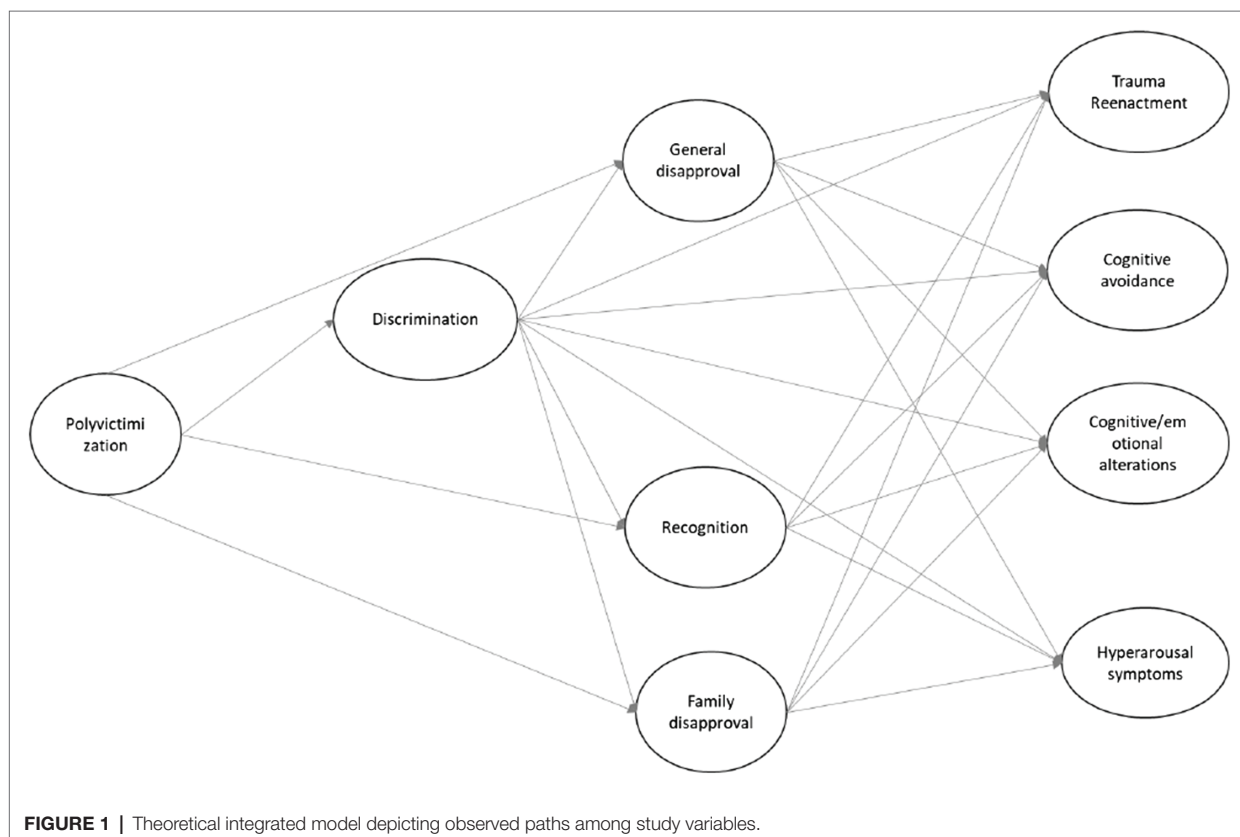 Trauma
Reenactment
General
disapproval
Cognitive
avoidance
Discrimination
Polyvictimi
zation
Cognitive/em
otional
alterations
Recognition
Hyperarousal
symptoms
Family
disapproval
FIGURE 1 | Theoretical integrated model depicting observed paths among study variables.